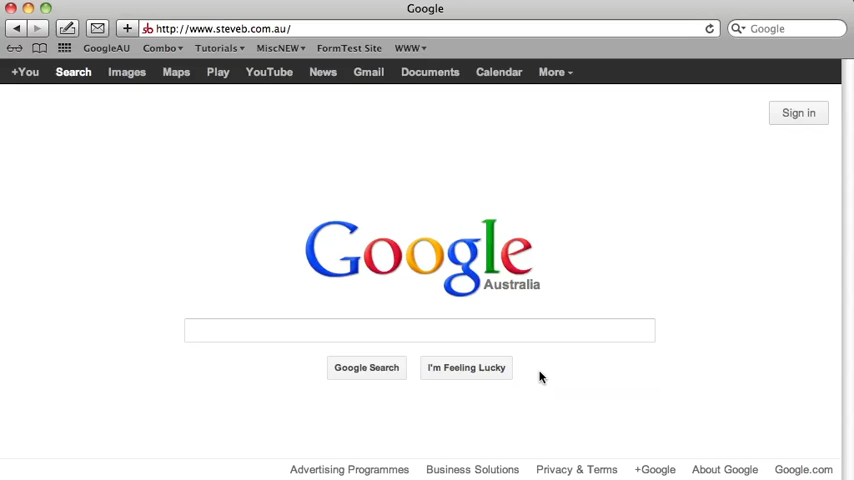 Google
http://www.steveb.com.au/
Google
GoogleAU Combo Tutorials MiscNEW FormTest Site WWW
+You Search Images Maps Play YouTube News Gmail Documents Calendar More
Sign in
Google
Australia
Google Search I'm Feeling Lucky
Advertising Programmes Business Solutions Privacy & Terms +Google About Google Google.com